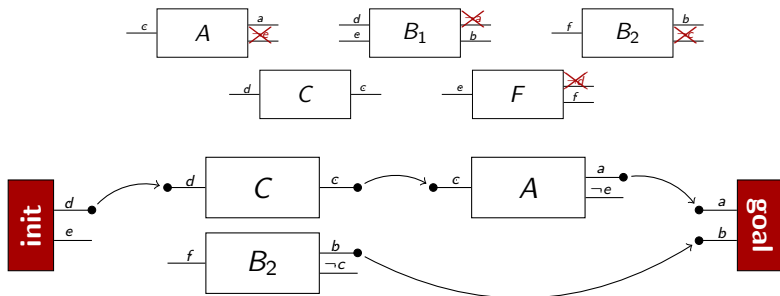 c A a
¬e
d B₁ ¬a
e b
f B₂ b
¬c
d C c
e F ¬d
f
init
d
e
d C c
c A a
¬e
f B₂ b
¬c
a
b
goal